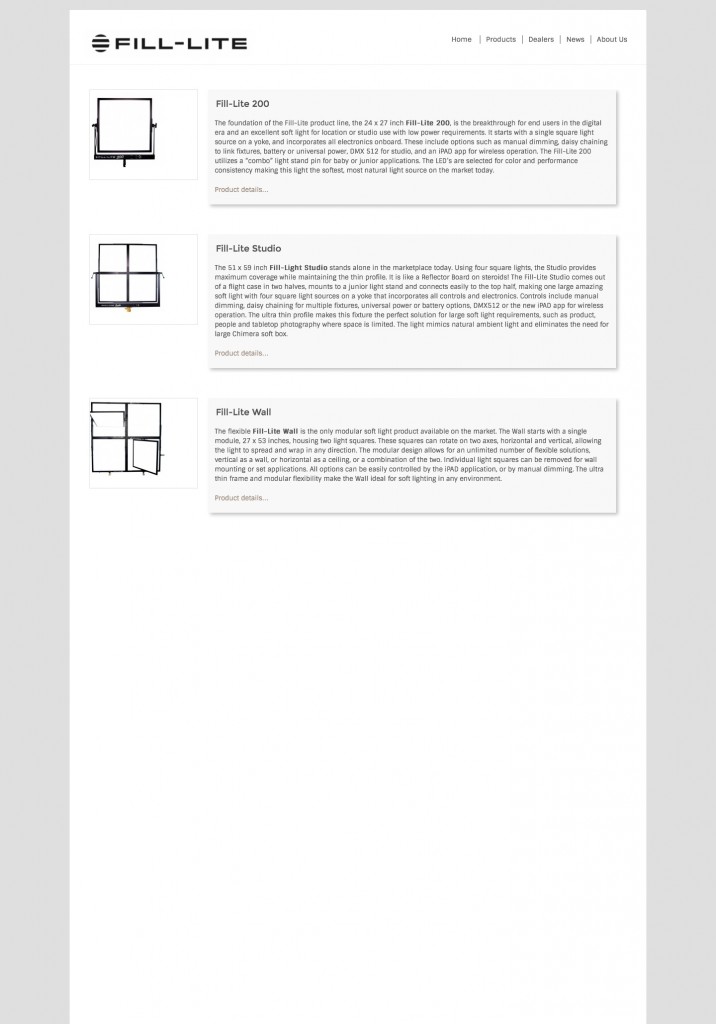 FILL-LITE
Home | Products | Dealers | News | About Us
Fill-Lite 200
The foundation of the Fill-Lite product line, the 24 x 27 inch Fill-Lite 200, is the breakthrough for end users in the digital
era and an excellent soft light for location or studio use with low power requirements. It starts with a single square light
source on a yoke, and incorporates all electronics onboard. These include options such as manual dimming, daisy chaining
to link fixtures, battery or universal power, DMX 512 for studio, and an iPAD app for wireless operation. The Fill-Lite 200
utilizes a "combo" light stand pin for baby or junior applications. The LED's are selected for color and performance
consistency making this light the softest, most natural light source on the market today.
Product details...
Fill-Lite Studio
The 51 x 59 inch Fill-Light Studio stands alone in the marketplace today. Using four square lights, the Studio provides
maximum coverage while maintaining the thin profile. It is like a Reflector Board on steroids! The Fill-Lite Studio comes out
of a flight case in two halves, mounts to a junior light stand and connects easily to the top half, making one large amazing
soft light with four square light sources on a yoke that incorporates all controls and electronics. Controls include manual
dimming, daisy chaining for multiple fixtures, universal power or battery options, DMX512 or the new iPAD app for wireless
operation. The ultra thin profile makes this fixture the perfect solution for large soft light requirements, such as product,
people and tabletop photography where space is limited. The light mimics natural ambient light and eliminates the need for
large Chimera soft box.
Product details...
Fill-Lite Wall
The flexible Fill-Lite Wall is the only modular soft light product available on the market. The Wall starts with a single
module, 27 x 53 inches, housing two light squares. These squares can rotate on two axes, horizontal and vertical, allowing
the light to spread and wrap in any direction. The modular design allows for an unlimited number of flexible solutions,
vertical as a wall, or horizontal as a ceiling, or a combination of the two. Individual light squares can be removed for wall
mounting or set applications. All options can be easily controlled by the iPAD application, or by manual dimming. The ultra
thin frame and modular flexibility make the Wall ideal for soft lighting in any environment.
Product details...